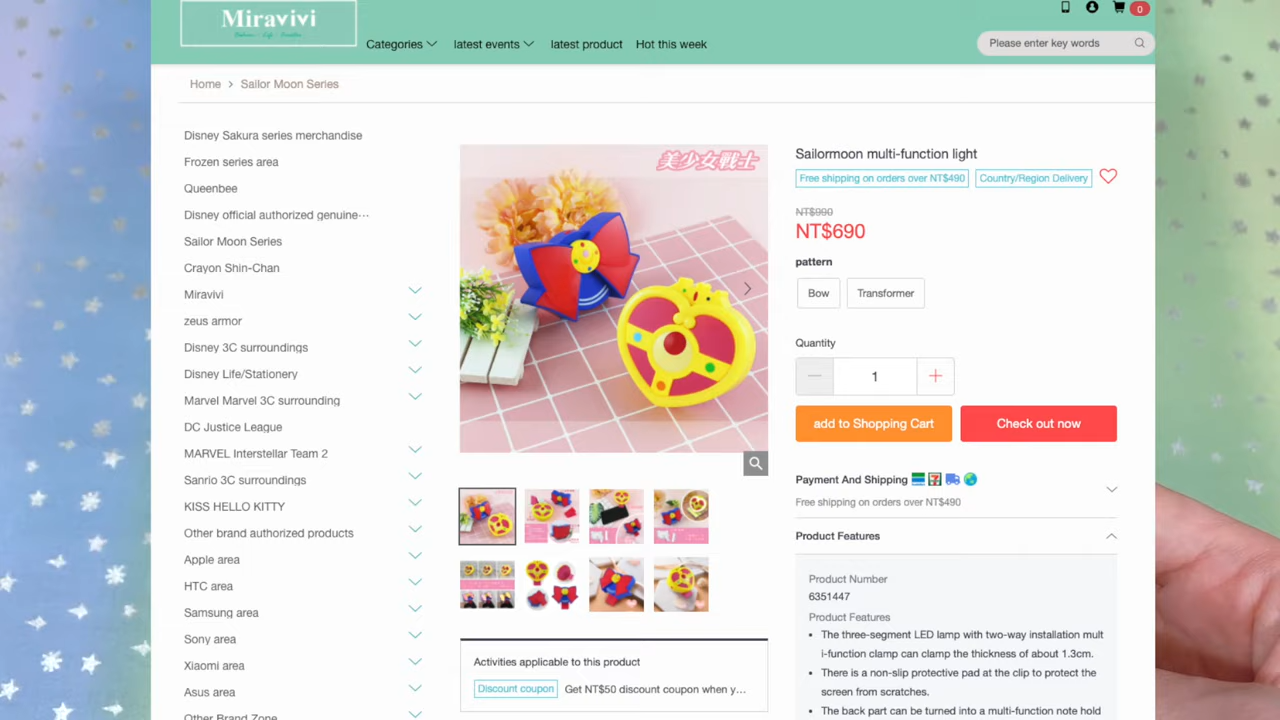 Miravivi
0
Categories
latest events
latest product
Hot this week
Please enter key words
Home > Sailor Moon Series
Disney Sakura series merchandise
Frozen series area
Queenbee
Disney official authorized genuine···
Sailor Moon Series
Crayon Shin-Chan
Miravivi
zeus armor
Disney 3C surroundings
Disney Life/Stationery
Marvel Marvel 3C surrounding
DC Justice League
MARVEL Interstellar Team 2
Sanrio 3C surroundings
KISS HELLO KITTY
Other brand authorized products
Apple area
HTC area
Samsung area
Sony area
Xiaomi area
Asus area
Other Brand Zone
美少女戰士
Activities applicable to this product
Discount coupon
Get NT$50 discount coupon when y...
Sailormoon multi-function light
Free shipping on orders over NT$490
Country/Region Delivery
NT$990
NT$690
pattern
Bow
Transformer
Quantity
1
add to Shopping Cart
Check out now
Payment And Shipping
Free shipping on orders over NT$490
Product Features
Product Number
6351447
Product Features
• The three-segment LED lamp with two-way installation mult
i-function clamp can clamp the thickness of about 1.3cm.
• There is a non-slip protective pad at the clip to protect the
screen from scratches.
• The back part can be turned into a multi-function note hold